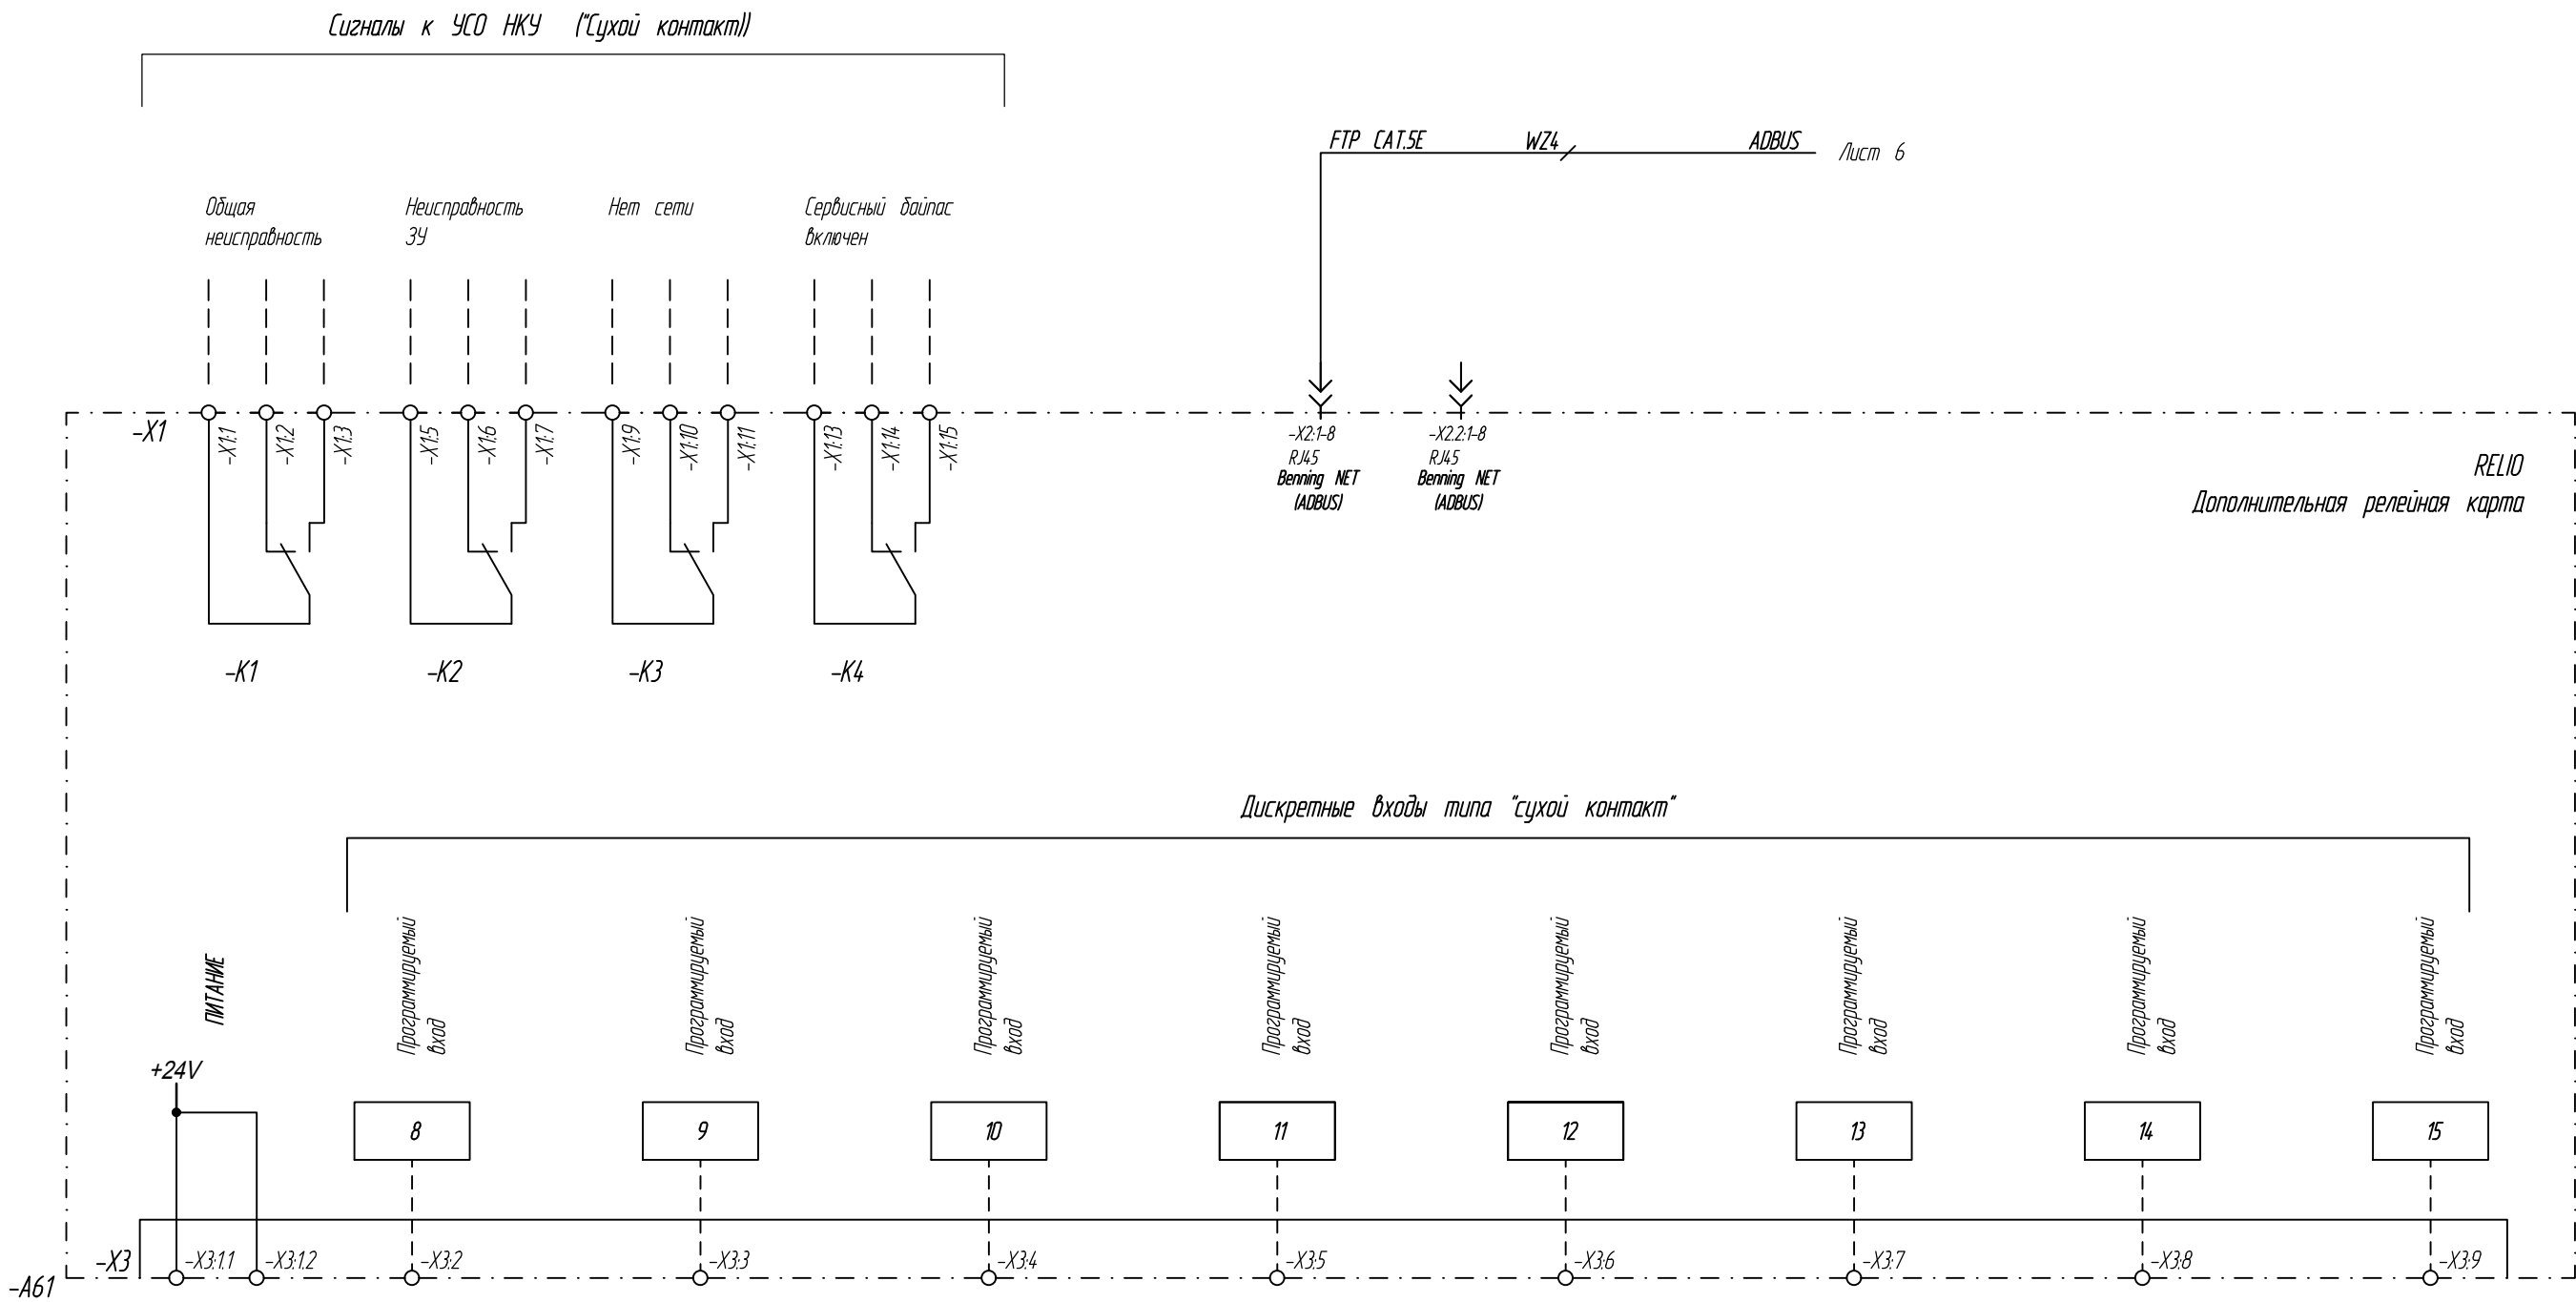 Сигналы к УСО НКУ ("Сухой контакт))
FTP CAT.5E WZ4 ADBUS Лист 6
Общая
неисправность
Неисправность
ЗУ
Нет сети
Сервисный байпас
включен
-X1
-X1:1
-X1:2
-X1:3
-X1:5
-X1:6
-X1:7
-X1:9
-X1:10
-X1:11
-X1:13
-X1:14
-X1:15
-X2:1-8
RJ45
Benning NET
(ADBUS)
-X2.2:1-8
RJ45
Benning NET
(ADBUS)
RELIO
Дополнительная релейная карта
-K1
-K2
-K3
-K4
Дискретные входы типа "сухой контакт"
ПИТАНИЕ
+24V
Программируемый
вход
Программируемый
вход
Программируемый
вход
Программируемый
вход
Программируемый
вход
Программируемый
вход
Программируемый
вход
Программируемый
вход
8
9
10
11
12
13
14
15
-X3
-X3:1.1
-X3:1.2
-X3:2
-X3:3
-X3:4
-X3:5
-X3:6
-X3:7
-X3:8
-X3:9
-A61